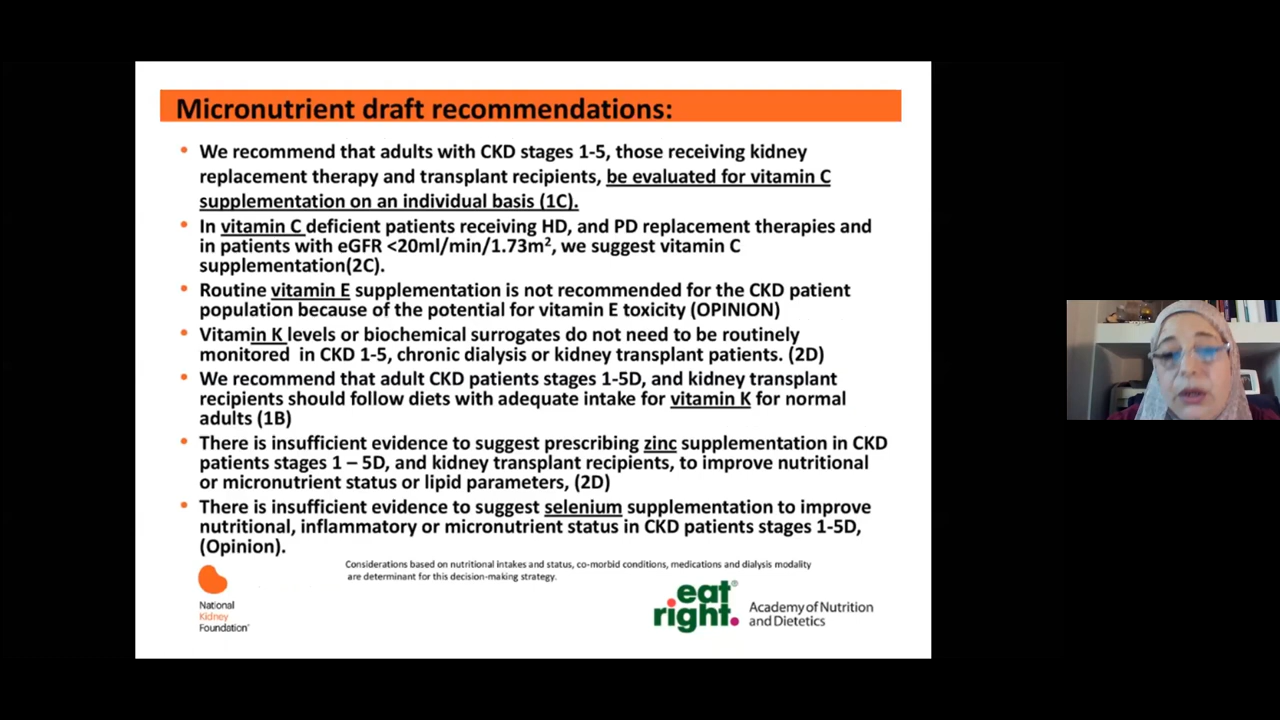 Micronutrient draft recommendations:
• We recommend that adults with CKD stages 1-5, those receiving kidney
replacement therapy and transplant recipients, be evaluated for vitamin C
supplementation on an individual basis (1C).
• In vitamin C deficient patients receiving HD, and PD replacement therapies and
in patients with eGFR <20ml/min/1.73m², we suggest vitamin C
supplementation(2C).
• Routine vitamin E supplementation is not recommended for the CKD patient
population because of the potential for vitamin E toxicity (OPINION)
• Vitamin K levels or biochemical surrogates do not need to be routinely
monitored in CKD 1-5, chronic dialysis or kidney transplant patients. (2D)
• We recommend that adult CKD patients stages 1-5D, and kidney transplant
recipients should follow diets with adequate intake for vitamin K for normal
adults (1B)
• There is insufficient evidence to suggest prescribing zinc supplementation in CKD
patients stages 1 – 5D, and kidney transplant recipients, to improve nutritional
or micronutrient status or lipid parameters, (2D)
• There is insufficient evidence to suggest selenium supplementation to improve
nutritional, inflammatory or micronutrient status in CKD patients stages 1-5D,
(Opinion).
Considerations based on nutritional intakes and status, co-morbid conditions, medications and dialysis modality
are determinant for this decision-making strategy.
National
Kidney
Foundation®
eat
right.®
Academy of Nutrition
and Dietetics